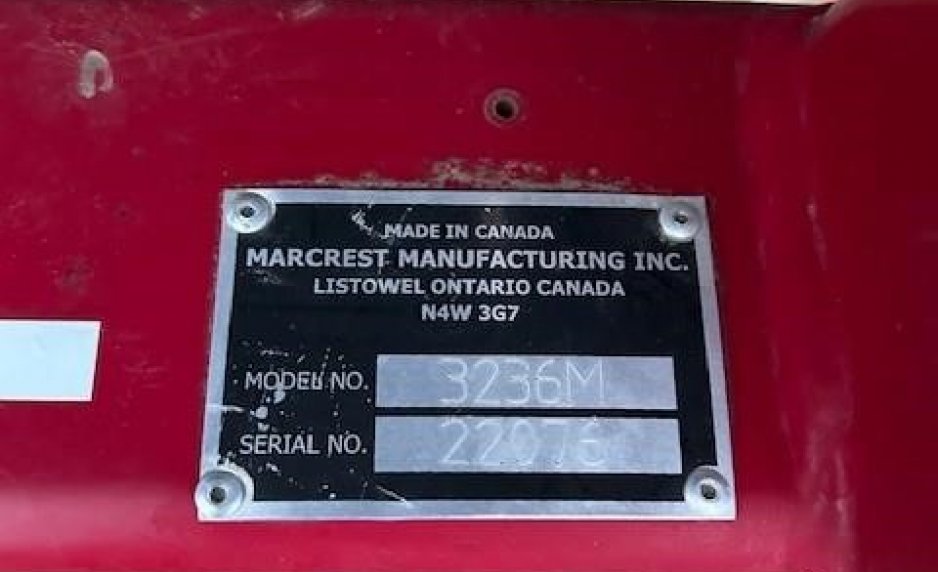 MADE IN CANADA
MARCREST MANUFACTURING INC.
LISTOWEL ONTARIO CANADA
N4W 3G7
MODEL NO. 3236M
SERIAL NO. 22076